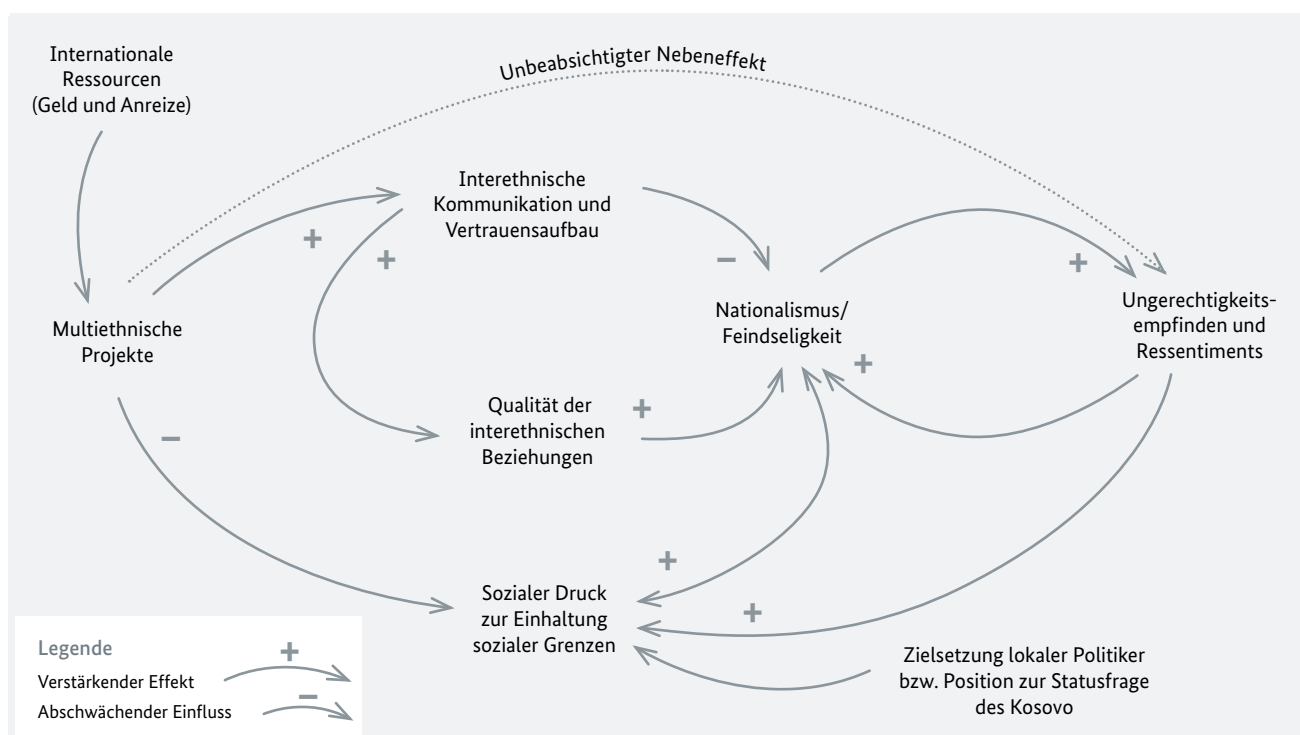 Internationale
Ressourcen
(Geld und Anreize)
Unbeabsichtigter Nebeneffekt
Interethnische
Kommunikation und
Vertrauensaufbau
+
+
–
+
Multiethnische
Projekte
Nationalismus/
Feindseligkeit
Ungerechtigkeits-
empfinden und
Ressentiments
+
–
Qualität der
interethnischen
Beziehungen
+
+
+
Sozialer Druck
zur Einhaltung
sozialer Grenzen
Zielsetzung lokaler Politiker
bzw. Position zur Statusfrage
des Kosovo
Legende
+
Verstärkender Effekt
–
Abschwächender Einfluss